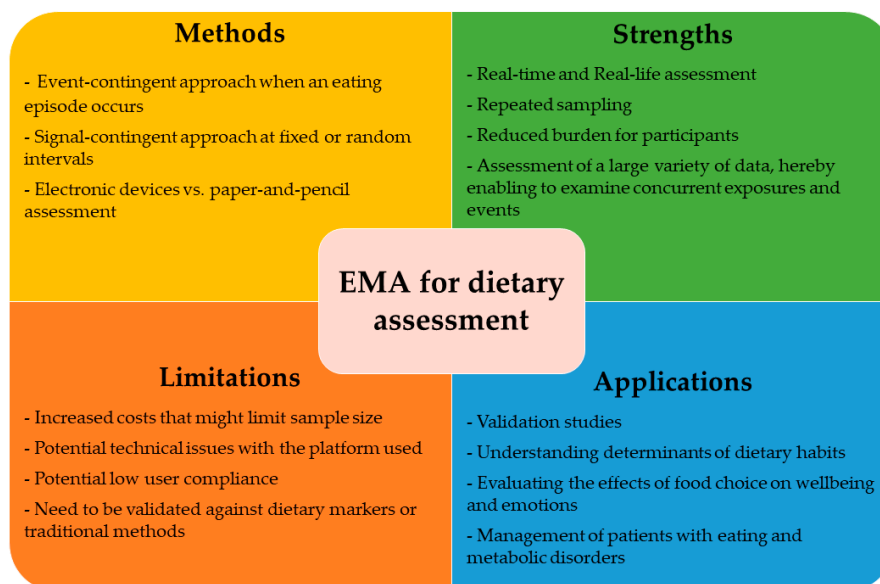 Methods
- Event-contingent approach when an eating
episode occurs
- Signal-contingent approach at fixed or random
intervals
- Electronic devices vs. paper-and-pencil
assessment
Strengths
- Real-time and Real-life assessment
- Repeated sampling
- Reduced burden for participants
- Assessment of a large variety of data, hereby
enabling to examine concurrent exposures and
events
EMA for dietary
assessment
Limitations
- Increased costs that might limit sample size
- Potential technical issues with the platform used
- Potential low user compliance
- Need to be validated against dietary markers or
traditional methods
Applications
- Validation studies
- Understanding determinants of dietary habits
- Evaluating the effects of food choice on wellbeing
and emotions
- Management of patients with eating and
metabolic disorders